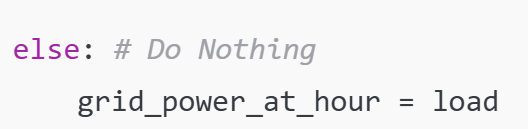 else: # Do Nothing
    grid_power_at_hour = load